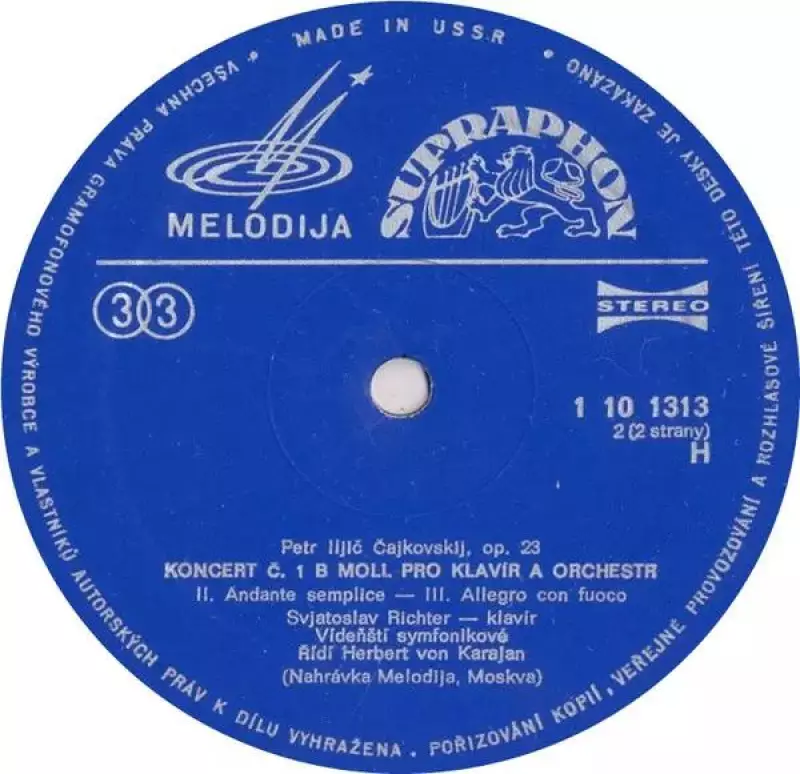 MADE IN USSR
VŠECHNA PRÁVA GRAMOFONOVÉHO VÝROBCE A VLASTNÍKŮ AUTORSKÝCH PRÁV K DÍLU VYHRAŽENA. POŘIZOVÁNÍ KOPIÍ, VEŘEJNÉ PROVOZOVÁNÍ A ROZHLASOVÉ ŠÍŘENÍ TÉTO DESKY JE ZAKÁZÁNO
MELODIJA
SUPRAPHON
33
STEREO
1 10 1313
2 (2 strany)
H
Petr Iljič Čajkovskij, op. 23
KONCERT Č. 1 B MOLL PRO KLAVÍR A ORCHESTR
II. Andante semplice — III. Allegro con fuoco
Svjatoslav Richter — klavír
Vídeňští symfonikové
Řídí Herbert von Karajan
(Nahrávka Melodija, Moskva)